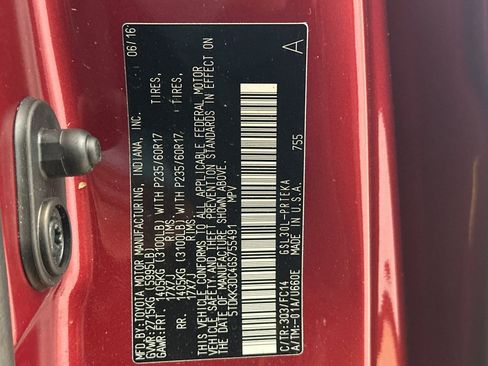 MFD. BY: TOYOTA MOTOR MANUFACTURING, INDIANA, INC. 06/16
GVWR: 2715KG (5995LB)
GAWR: FRT. 1405KG (3100LB) WITH P235/60R17 TIRES,
17X7J RIMS,
RR. 1405KG (3100LB) WITH P235/60R17 TIRES,
17X7J RIMS
THIS VEHICLE CONFORMS TO ALL APPLICABLE FEDERAL MOTOR
VEHICLE SAFETY AND THEFT PREVENTION STANDARDS IN EFFECT ON
THE DATE OF MANUFACTURE SHOWN ABOVE.
5TDKK3DC4GS755491 MPV
A
755
C/TR: 3Q3/FC14 GSL30L-PRTEKA
A/TM: -01A/U660E